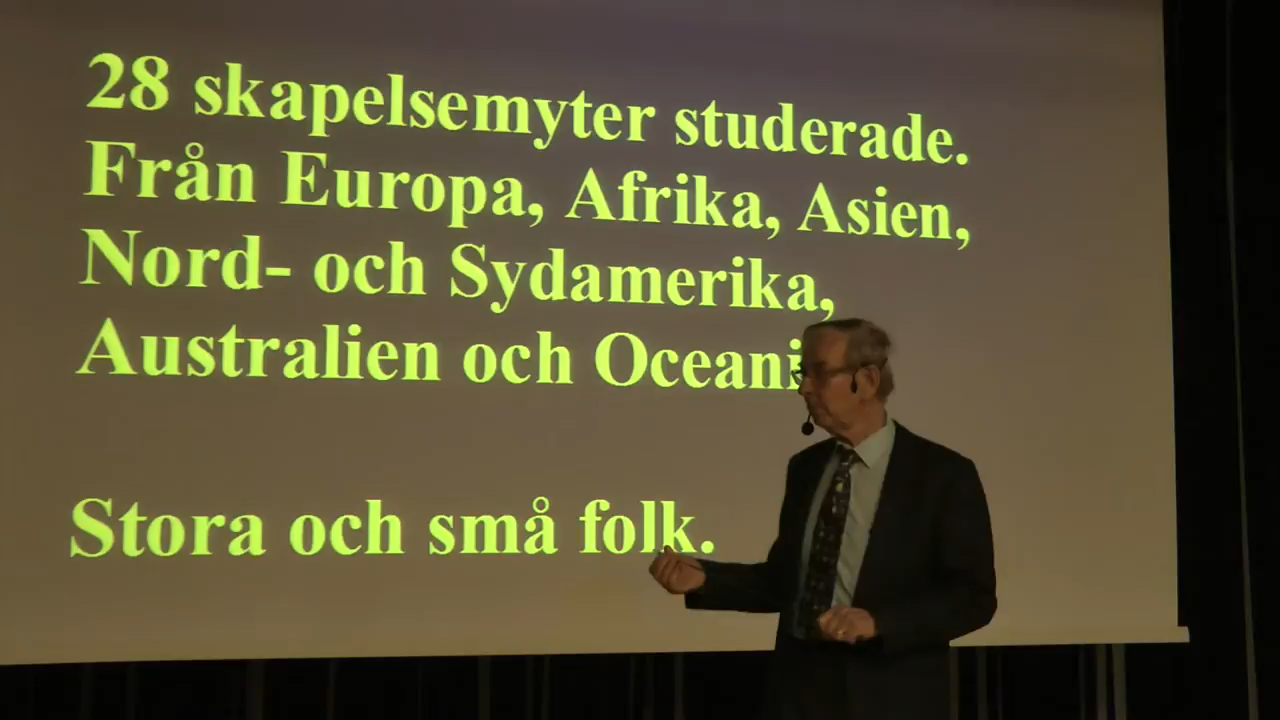 28 skapelsemyter studerade.
Från Europa, Afrika, Asien,
Nord- och Sydamerika,
Australien och
Stora och små folk.